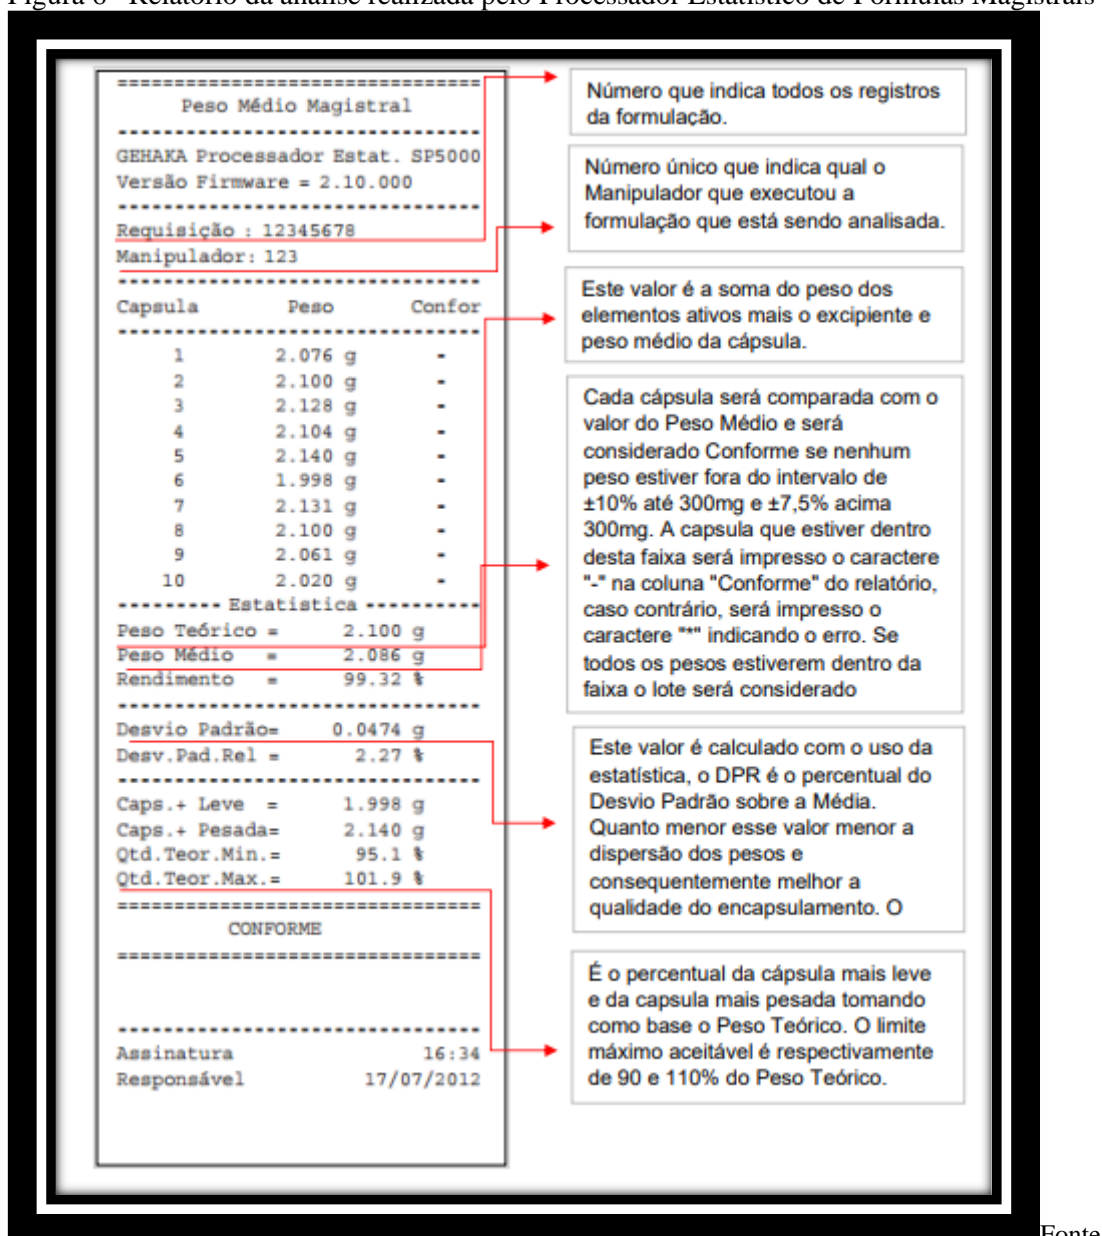 Figura 6 - Relatório da análise realizada pelo Processador Estatístico de Fórmulas Magistrais
=================================
Peso Médio Magistral
---------------------------------
GEHAKA Processador Estat. SP5000
Versão Firmware = 2.10.000
---------------------------------
Requisição : 12345678
Manipulador: 123
---------------------------------
Capsula Peso Confor
---------------------------------
1 2.076 g -
2 2.100 g -
3 2.128 g -
4 2.104 g -
5 2.140 g -
6 1.998 g -
7 2.131 g -
8 2.100 g -
9 2.061 g -
10 2.020 g -
--------- Estatistica ----------
Peso Teórico = 2.100 g
Peso Médio = 2.086 g
Rendimento = 99.32 %
---------------------------------
Desvio Padrão= 0.0474 g
Desv.Pad.Rel = 2.27 %
---------------------------------
Caps.+ Leve = 1.998 g
Caps.+ Pesada= 2.140 g
Qtd.Teor.Min.= 95.1 %
Qtd.Teor.Max.= 101.9 %
=================================
CONFORME
=================================
---------------------------------
Assinatura 16:34
Responsável 17/07/2012
Número que indica todos os registros
da formulação.
Número único que indica qual o
Manipulador que executou a
formulação que está sendo analisada.
Este valor é a soma do peso dos
elementos ativos mais o excipiente e
peso médio da cápsula.
Cada cápsula será comparada com o
valor do Peso Médio e será
considerado Conforme se nenhum
peso estiver fora do intervalo de
±10% até 300mg e ±7,5% acima
300mg. A capsula que estiver dentro
desta faixa será impresso o caractere
"-" na coluna "Conforme" do relatório,
caso contrário, será impresso o
caractere "*" indicando o erro. Se
todos os pesos estiverem dentro da
faixa o lote será considerado
Este valor é calculado com o uso da
estatística, o DPR é o percentual do
Desvio Padrão sobre a Média.
Quanto menor esse valor menor a
dispersão dos pesos e
consequentemente melhor a
qualidade do encapsulamento. O
É o percentual da cápsula mais leve
e da capsula mais pesada tomando
como base o Peso Teórico. O limite
máximo aceitável é respectivamente
de 90 e 110% do Peso Teórico.
Fonte